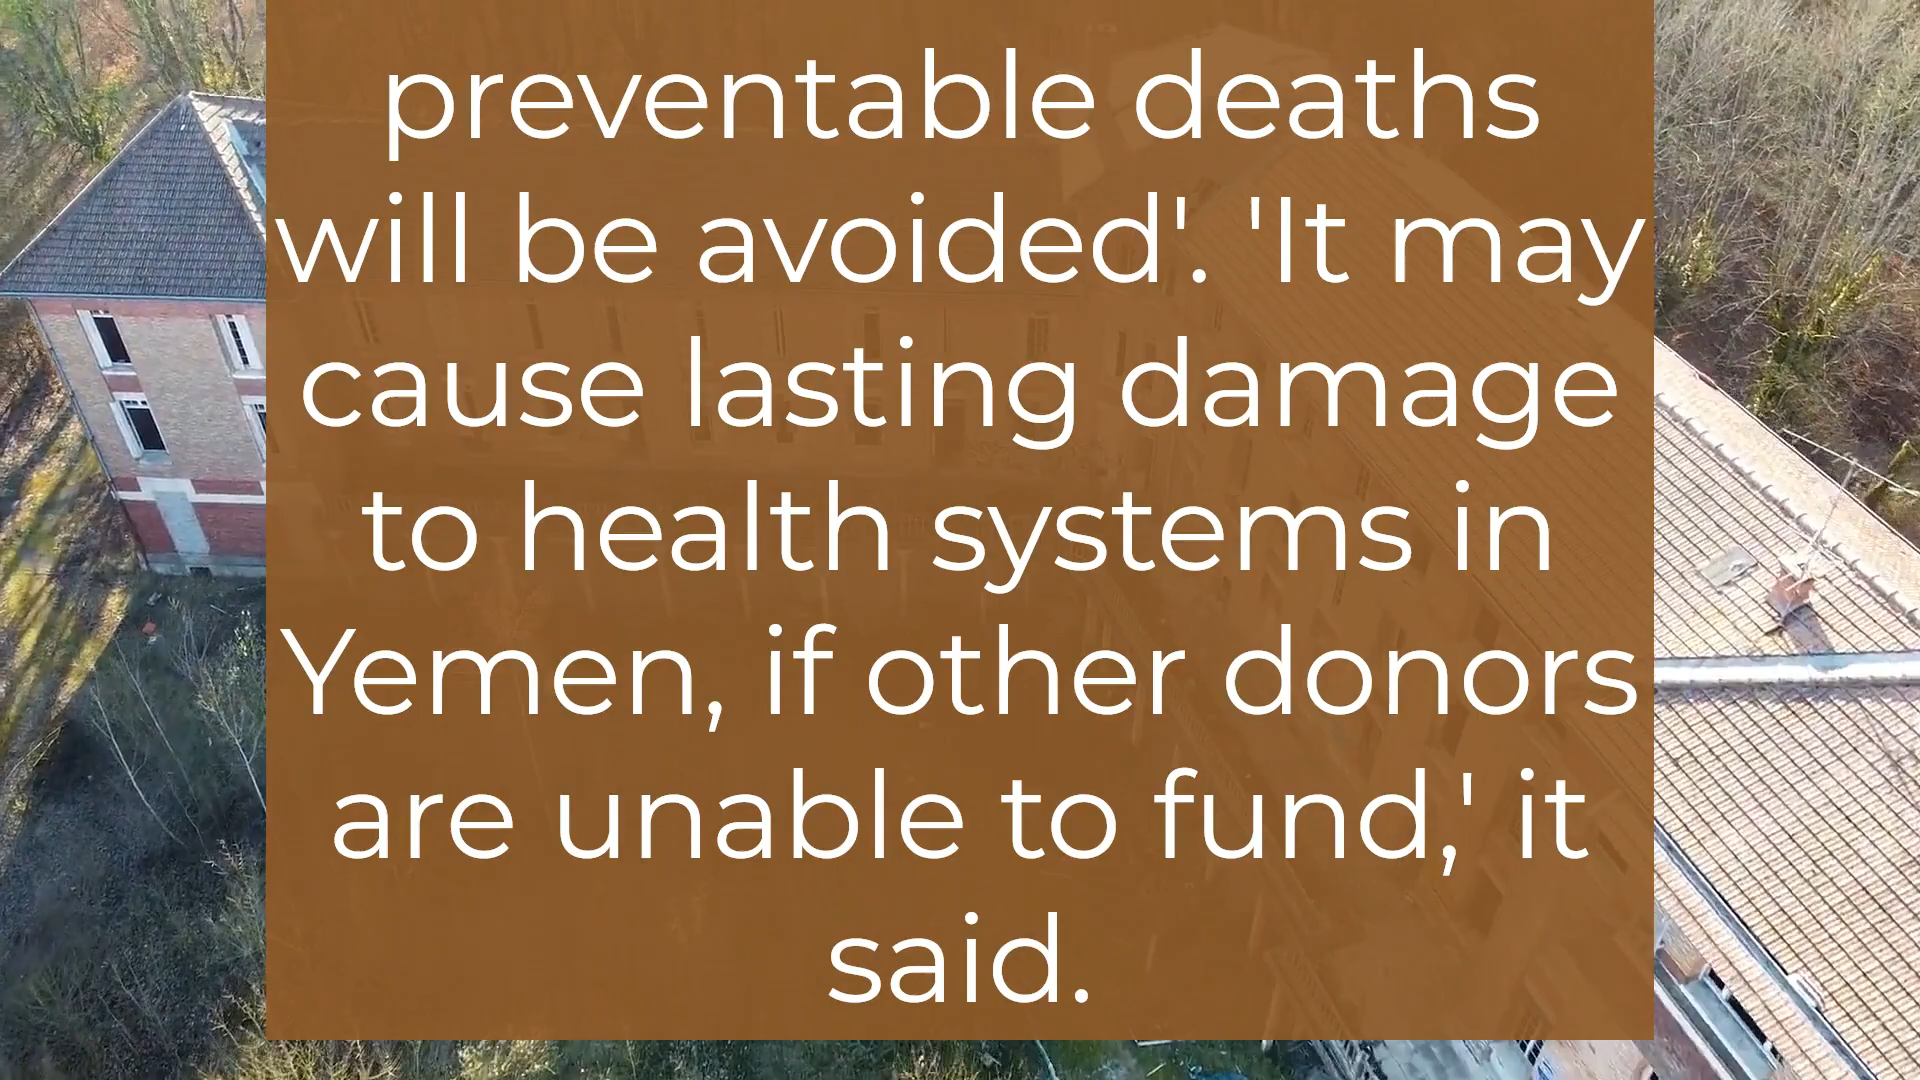 preventable deaths
will be avoided'. 'It may
cause lasting damage
to health systems in
Yemen, if other donors
are unable to fund,' it
said.